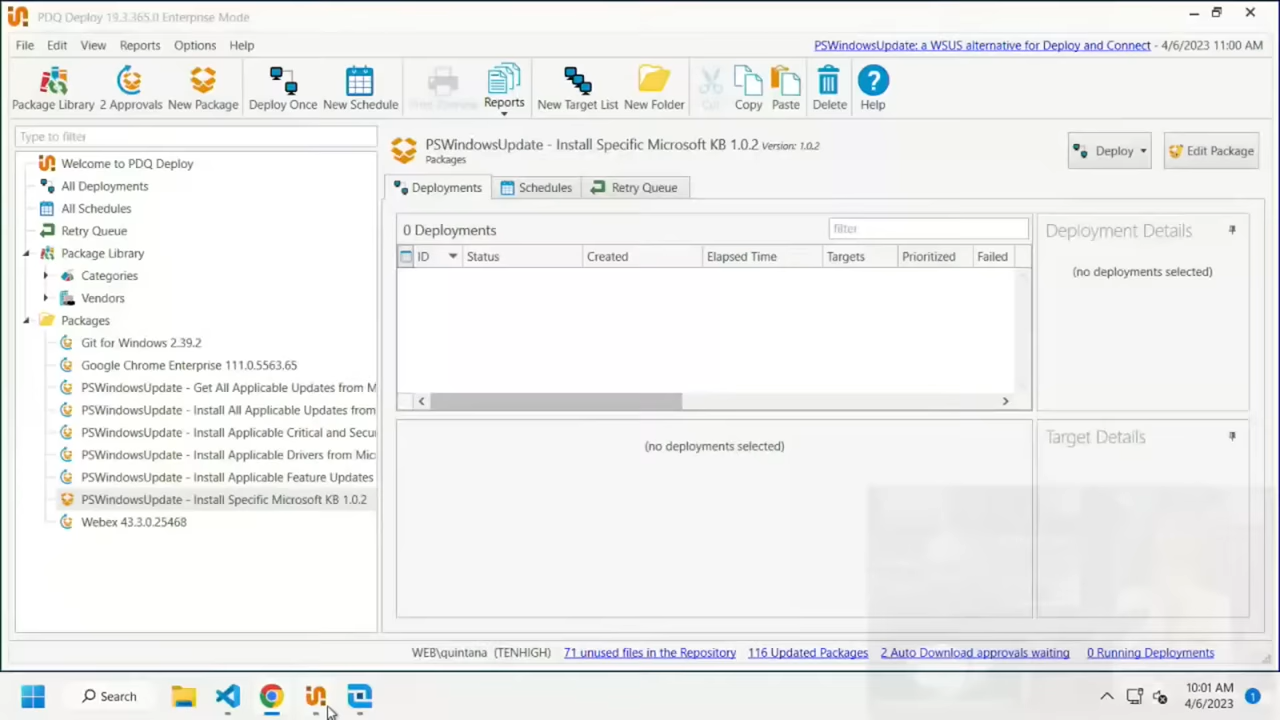 PDQ Deploy 19.3.365.0 Enterprise Mode
File Edit View Reports Options Help
PSWindowsUpdate: a WSUS alternative for Deploy and Connect - 4/6/2023 11:00 AM
Package Library 2 Approvals New Package Deploy Once New Schedule Reports New Target List New Folder Cut Copy Paste Delete Help
Type to filter
Welcome to PDQ Deploy
All Deployments
All Schedules
Retry Queue
Package Library
Categories
Vendors
Packages
Git for Windows 2.39.2
Google Chrome Enterprise 111.0.5563.65
PSWindowsUpdate - Get All Applicable Updates from M
PSWindowsUpdate - Install All Applicable Updates from
PSWindowsUpdate - Install Applicable Critical and Secu
PSWindowsUpdate - Install Applicable Drivers from Mic
PSWindowsUpdate - Install Applicable Feature Updates
PSWindowsUpdate - Install Specific Microsoft KB 1.0.2
Webex 43.3.0.25468
PSWindowsUpdate - Install Specific Microsoft KB 1.0.2 Version: 1.0.2
Packages
Deploy Edit Package
Deployments Schedules Retry Queue
0 Deployments filter
ID Status Created Elapsed Time Targets Prioritized Failed
(no deployments selected)
Deployment Details
(no deployments selected)
Target Details
WEB\quintana (TENHIGH) 71 unused files in the Repository 116 Updated Packages 2 Auto Download approvals waiting 0 Running Deployments
Search
10:01 AM
4/6/2023
1